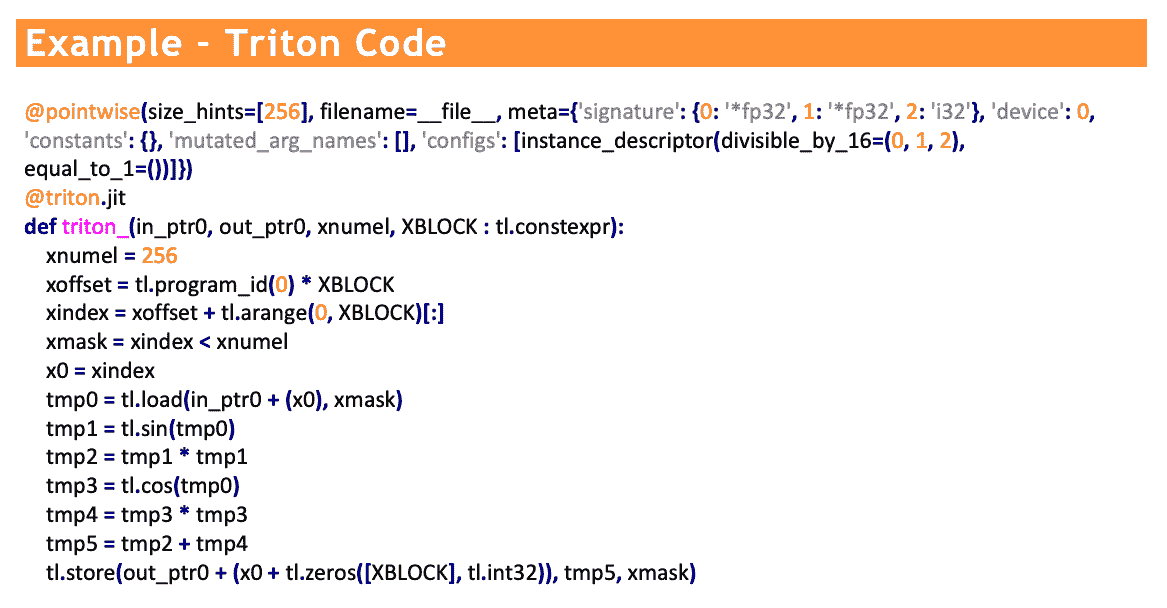 Example - Triton Code
@pointwise(size_hints=[256], filename=__file__, meta={'signature': {0: '*fp32', 1: '*fp32', 2: 'i32'}, 'device': 0,
'constants': {}, 'mutated_arg_names': [], 'configs': [instance_descriptor(divisible_by_16=(0, 1, 2),
equal_to_1=())]})
@triton.jit
def triton_(in_ptr0, out_ptr0, xnumel, XBLOCK : tl.constexpr):
    xnumel = 256
    xoffset = tl.program_id(0) * XBLOCK
    xindex = xoffset + tl.arange(0, XBLOCK)[:]
    xmask = xindex < xnumel
    x0 = xindex
    tmp0 = tl.load(in_ptr0 + (x0), xmask)
    tmp1 = tl.sin(tmp0)
    tmp2 = tmp1 * tmp1
    tmp3 = tl.cos(tmp0)
    tmp4 = tmp3 * tmp3
    tmp5 = tmp2 + tmp4
    tl.store(out_ptr0 + (x0 + tl.zeros([XBLOCK], tl.int32)), tmp5, xmask)